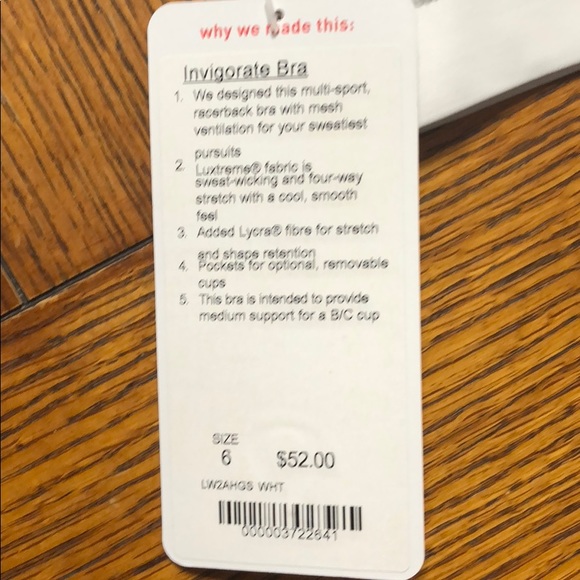 why we made this:
Invigorate Bra
1. We designed this multi-sport,
racerback bra with mesh
ventilation for your sweatiest
pursuits
2. Luxtreme® fabric is
sweat-wicking and four-way
stretch with a cool, smooth
feel
3. Added Lycra® fibre for stretch
and shape retention
4. Pockets for optional, removable
cups
5. This bra is intended to provide
medium support for a B/C cup
SIZE
6 $52.00
LW2AHGS WHT
000003722641